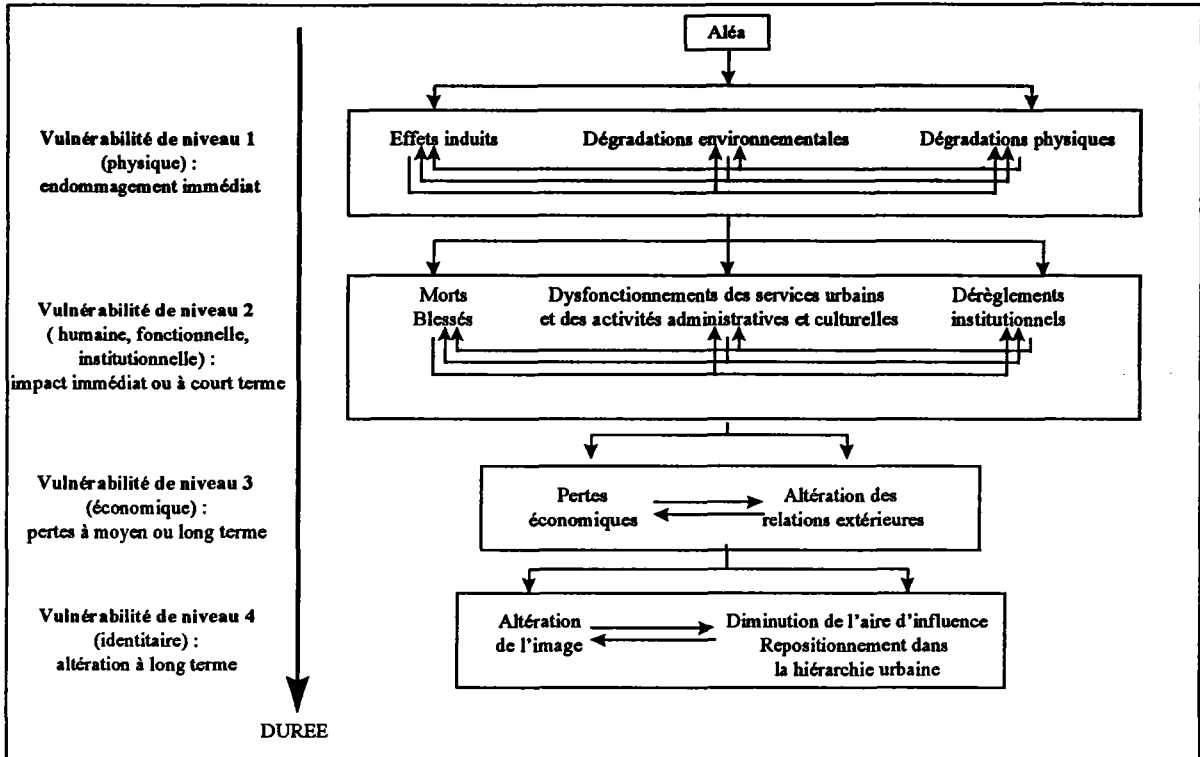 Aléa
Vulnérabilité de niveau 1
(physique) :
endommagement immédiat
Effets induits
Dégradations environnementales
Dégradations physiques
Vulnérabilité de niveau 2
( humaine, fonctionnelle,
institutionnelle) :
impact immédiat ou à court terme
Morts
Blessés
Dysfonctionnements des services urbains
et des activités administratives et culturelles
Dérèglements
institutionnels
Vulnérabilité de niveau 3
(économique) :
pertes à moyen ou long terme
Pertes
économiques
Altération des
relations extérieures
Vulnérabilité de niveau 4
(identitaire) :
altération à long terme
Altération
de l'image
Diminution de l'aire d'influence
Repositionnement dans
la hiérarchie urbaine
DUREE